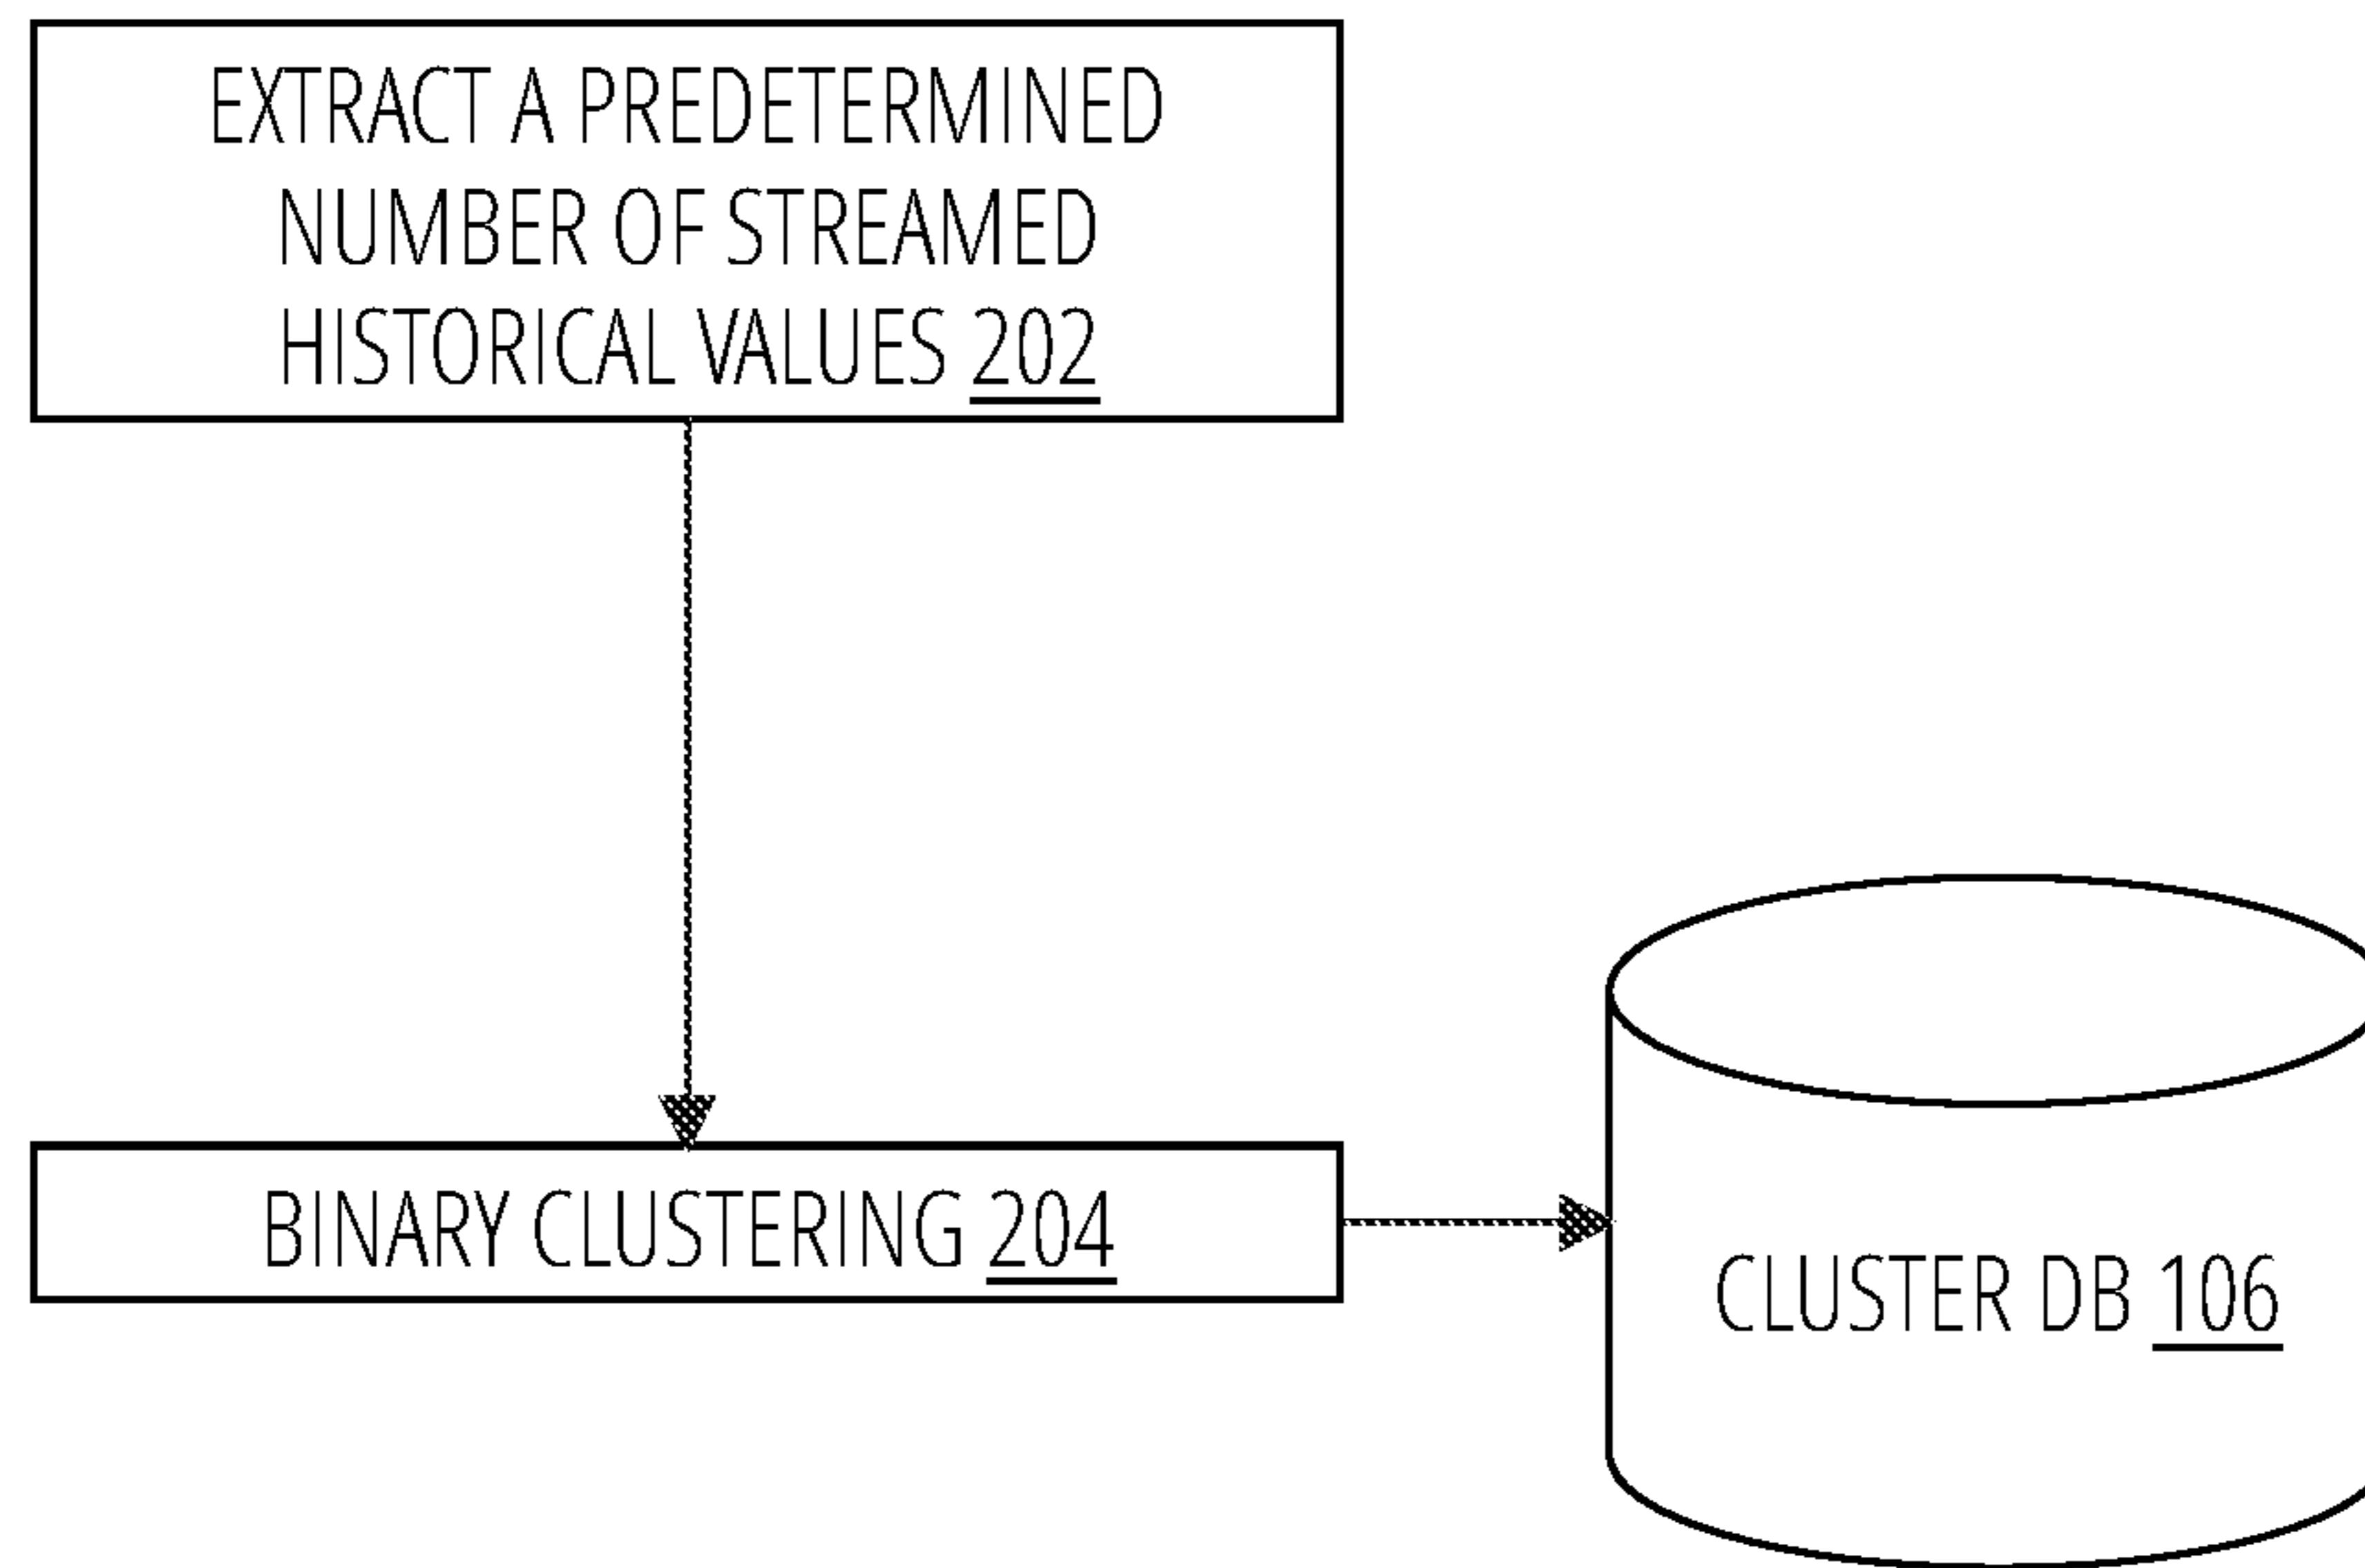 EXTRACT A PREDETERMINED
NUMBER OF STREAMED
HISTORICAL VALUES 202
BINARY CLUSTERING 204
CLUSTER DB 106